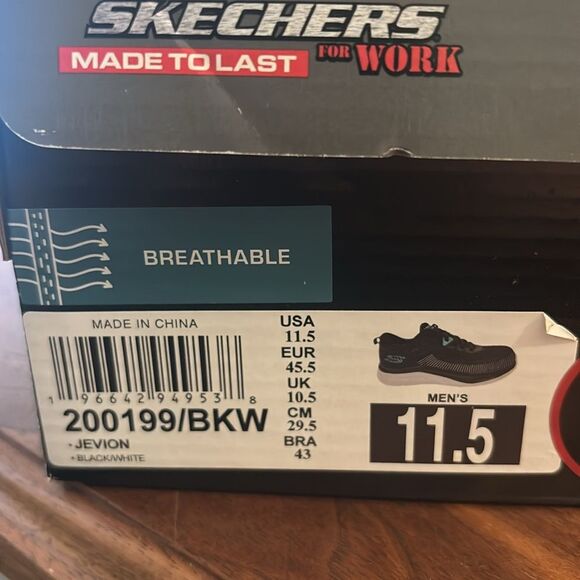 SKECHERS
MADE TO LAST FOR WORK
BREATHABLE
MADE IN CHINA
1 96642 94953 8
200199/BKW
• JEVION
• BLACK/WHITE
USA
11.5
EUR
45.5
UK
10.5
CM
29.5
BRA
43
MEN'S
11.5